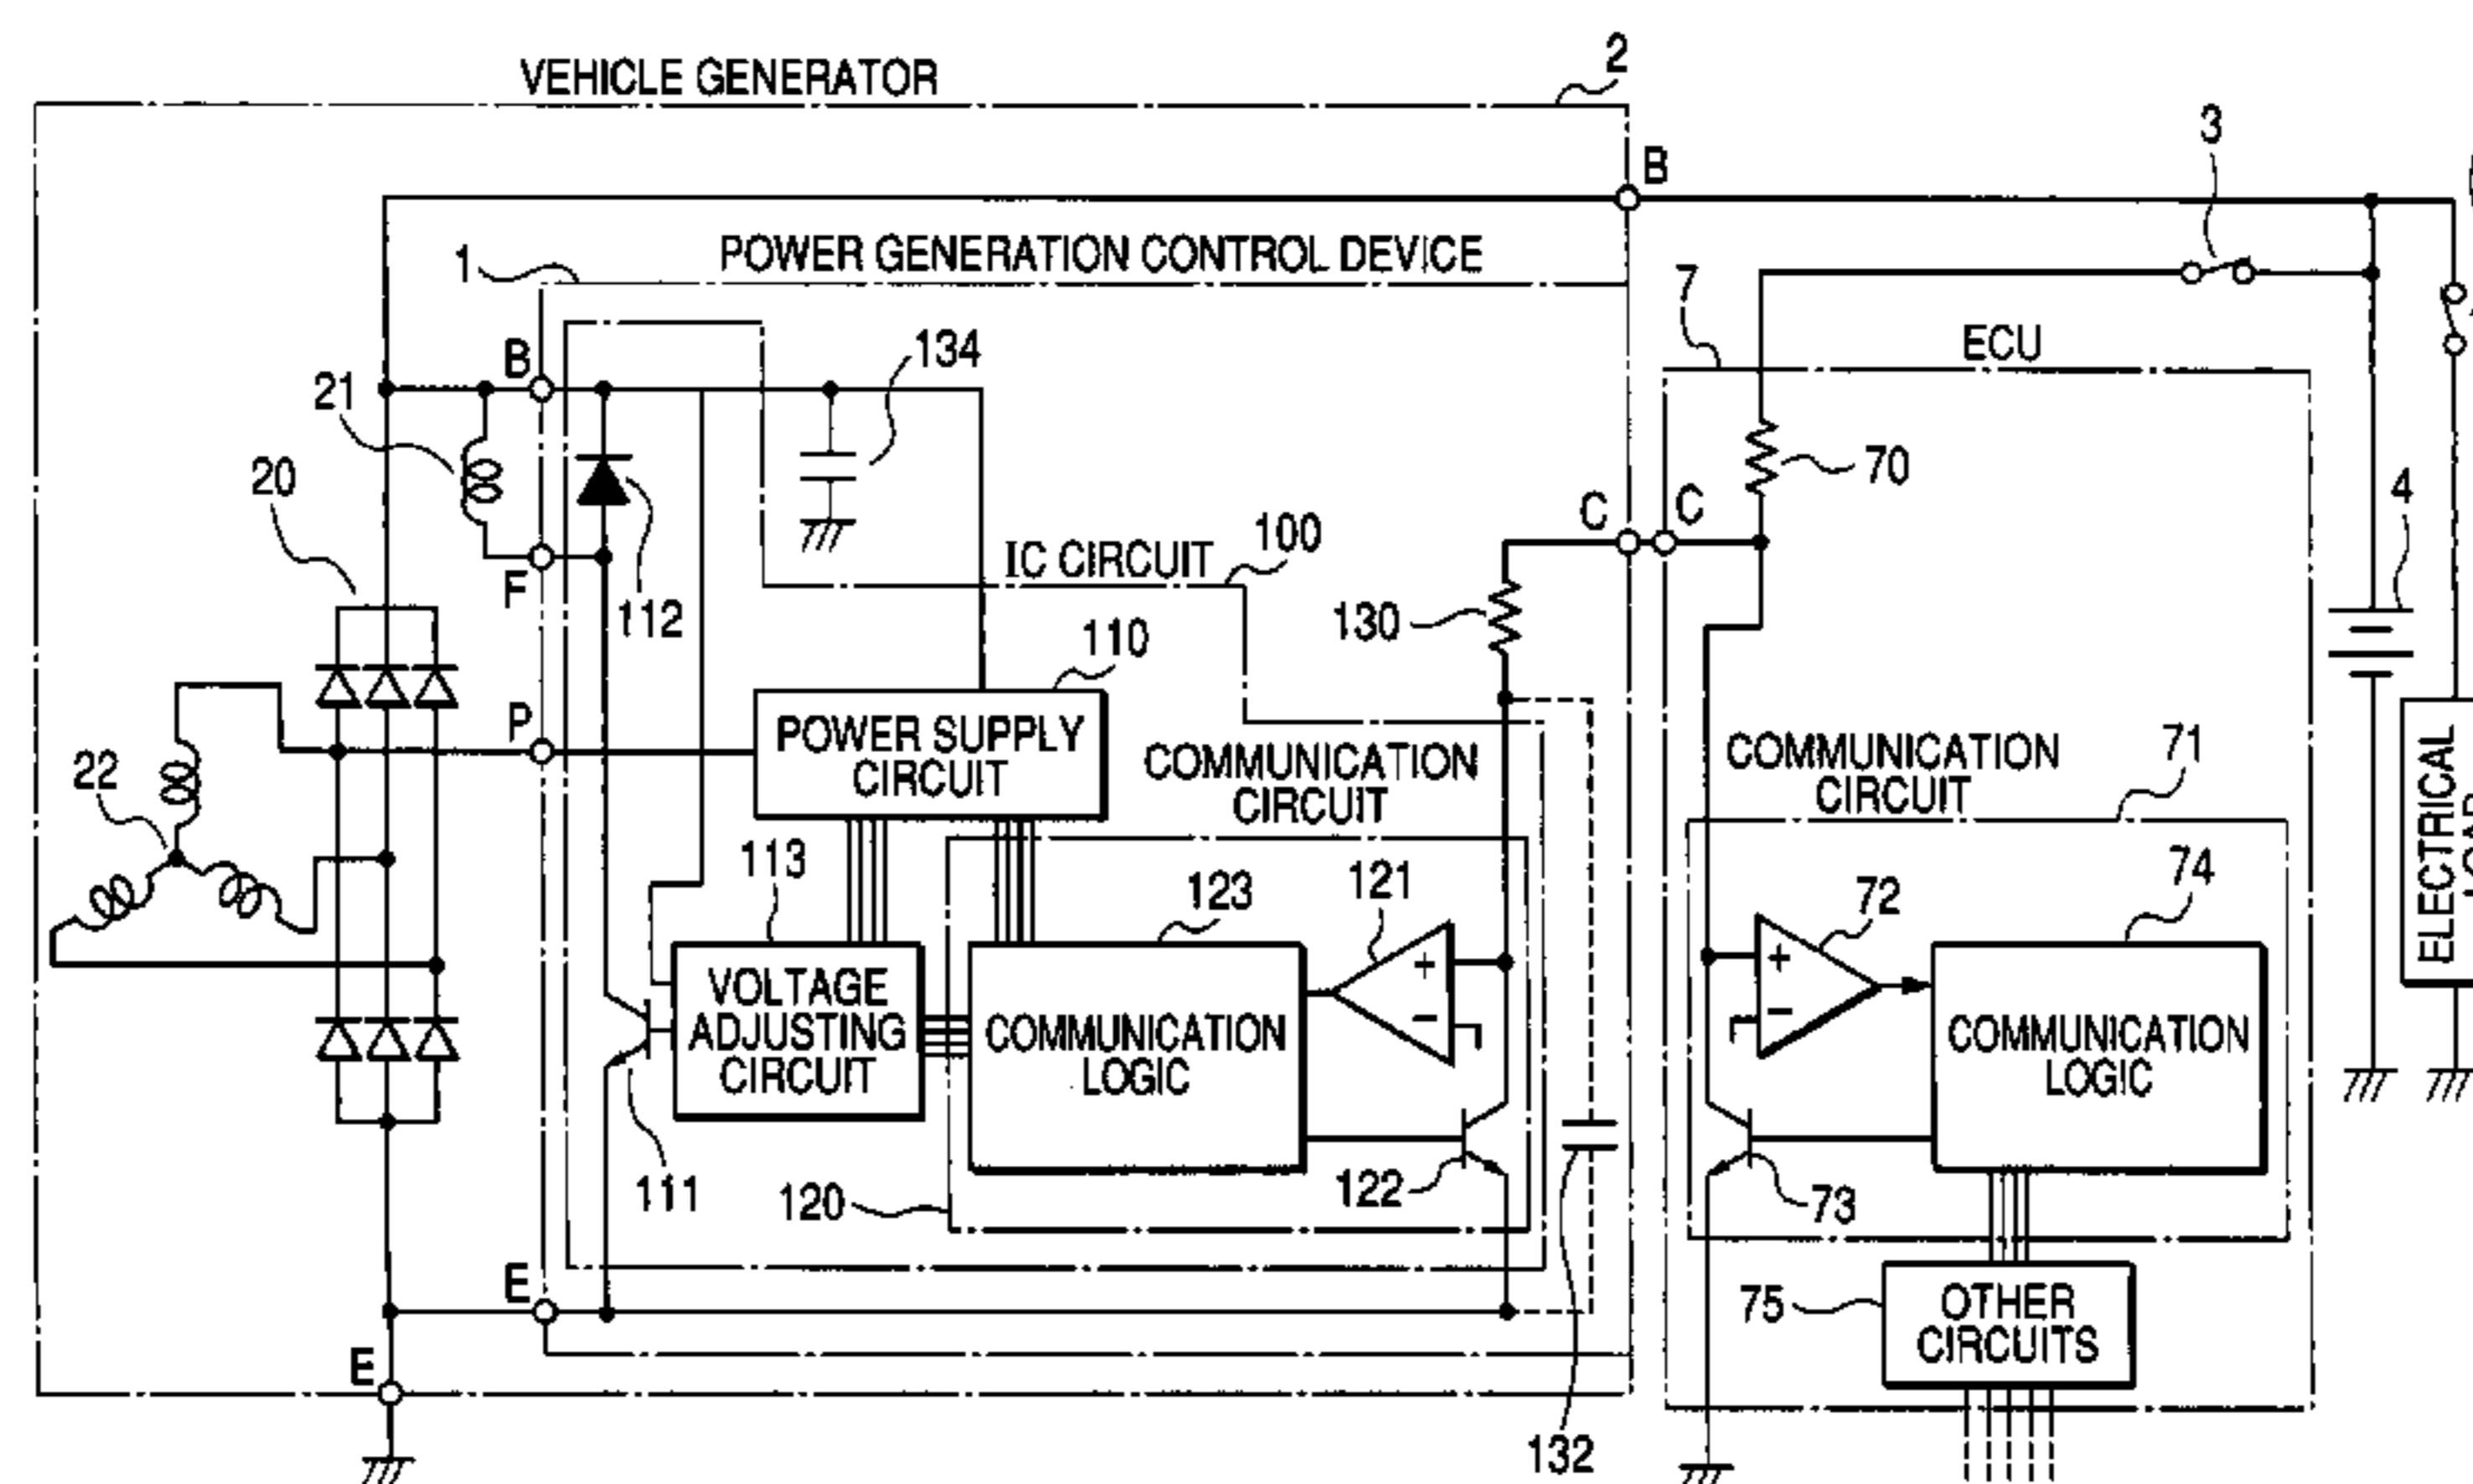 VEHICLE GENERATOR
2
B
3
POWER GENERATION CONTROL DEVICE
1
7
ECU
B
134
21
20
70
C
C
4
F
112
IC CIRCUIT
100
130
110
P
POWER SUPPLY
CIRCUIT
COMMUNICATION
CIRCUIT
COMMUNICATION
CIRCUIT
71
22
113
123
121
72
74
ELECTRICAL
VOLTAGE
ADJUSTING
CIRCUIT
COMMUNICATION
LOGIC
+
−
+
−
COMMUNICATION
LOGIC
111
120
122
73
E
75
OTHER
CIRCUITS
E
132